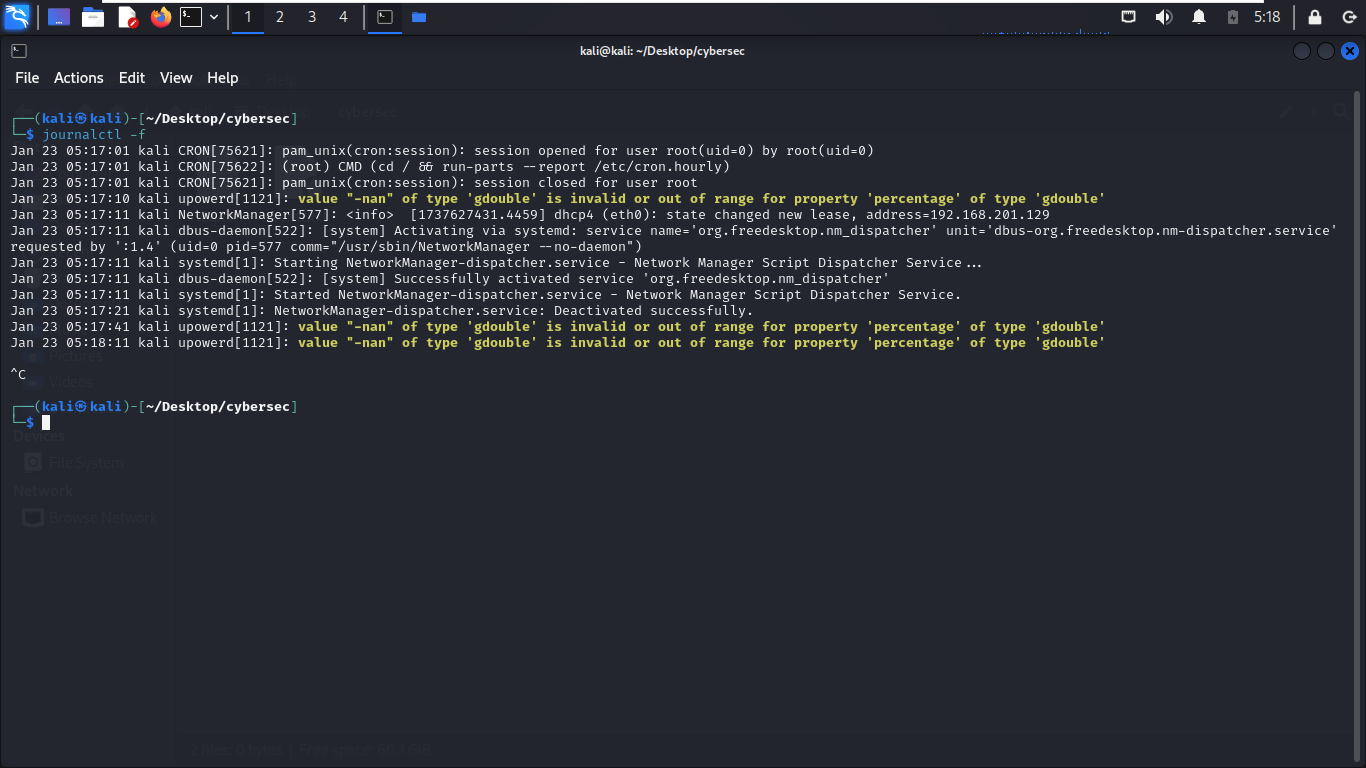 1 2 3 4 5:18
kali@kali: ~/Desktop/cybersec
File Actions Edit View Help
┌──(kali㉿kali)-[~/Desktop/cybersec]
└─$ journalctl -f
Jan 23 05:17:01 kali CRON[75621]: pam_unix(cron:session): session opened for user root(uid=0) by root(uid=0)
Jan 23 05:17:01 kali CRON[75622]: (root) CMD (cd / && run-parts --report /etc/cron.hourly)
Jan 23 05:17:01 kali CRON[75621]: pam_unix(cron:session): session closed for user root
Jan 23 05:17:10 kali upowerd[1121]: value "-nan" of type 'gdouble' is invalid or out of range for property 'percentage' of type 'gdouble'
Jan 23 05:17:11 kali NetworkManager[577]: <info>  [1737627431.4459] dhcp4 (eth0): state changed new lease, address=192.168.201.129
Jan 23 05:17:11 kali dbus-daemon[522]: [system] Activating via systemd: service name='org.freedesktop.nm_dispatcher' unit='dbus-org.freedesktop.nm-dispatcher.service'
requested by ':1.4' (uid=0 pid=577 comm="/usr/sbin/NetworkManager --no-daemon")
Jan 23 05:17:11 kali systemd[1]: Starting NetworkManager-dispatcher.service - Network Manager Script Dispatcher Service...
Jan 23 05:17:11 kali dbus-daemon[522]: [system] Successfully activated service 'org.freedesktop.nm_dispatcher'
Jan 23 05:17:11 kali systemd[1]: Started NetworkManager-dispatcher.service - Network Manager Script Dispatcher Service.
Jan 23 05:17:21 kali systemd[1]: NetworkManager-dispatcher.service: Deactivated successfully.
Jan 23 05:17:41 kali upowerd[1121]: value "-nan" of type 'gdouble' is invalid or out of range for property 'percentage' of type 'gdouble'
Jan 23 05:18:11 kali upowerd[1121]: value "-nan" of type 'gdouble' is invalid or out of range for property 'percentage' of type 'gdouble'
Pictures
^C
Videos
┌──(kali㉿kali)-[~/Desktop/cybersec]
└─$
Devices
File System
Network
Browse Network